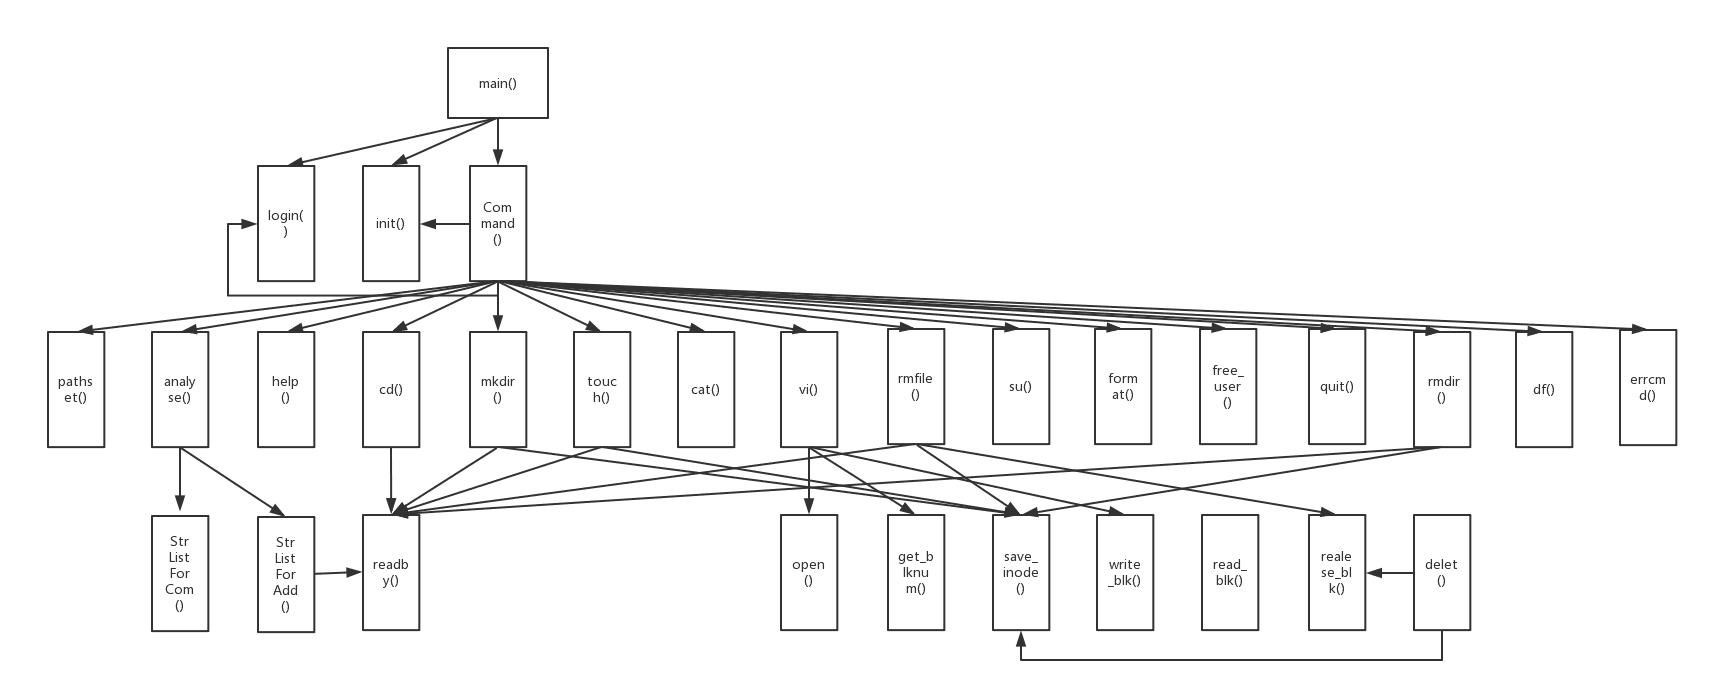 main()
login(
)
init()
Com
mand
()
paths
et()
analy
se()
help
()
cd()
mkdir
()
touc
h()
cat()
vi()
rmfile
()
su()
form
at()
free_
user
()
quit()
rmdir
()
df()
errcm
d()
Str
List
For
Com
()
Str
List
For
Add
()
readb
y()
open
()
get_b
lknu
m()
save_
inode
()
write
_blk()
read_
blk()
reale
se_bl
k()
delet
()